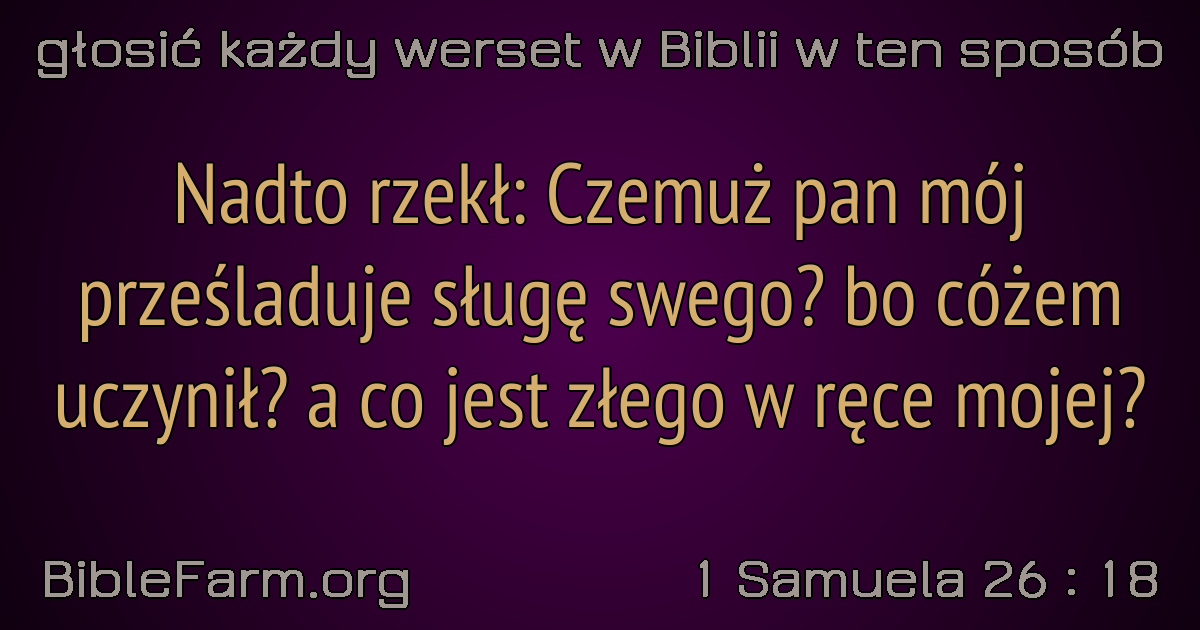 głosić każdy werset w Biblii w ten sposób
Nadto rzekł: Czemuż pan mój
prześladuje sługę swego? bo cóżem
uczynił? a co jest złego w ręce mojej?
BibleFarm.org
1 Samuela 26 : 18